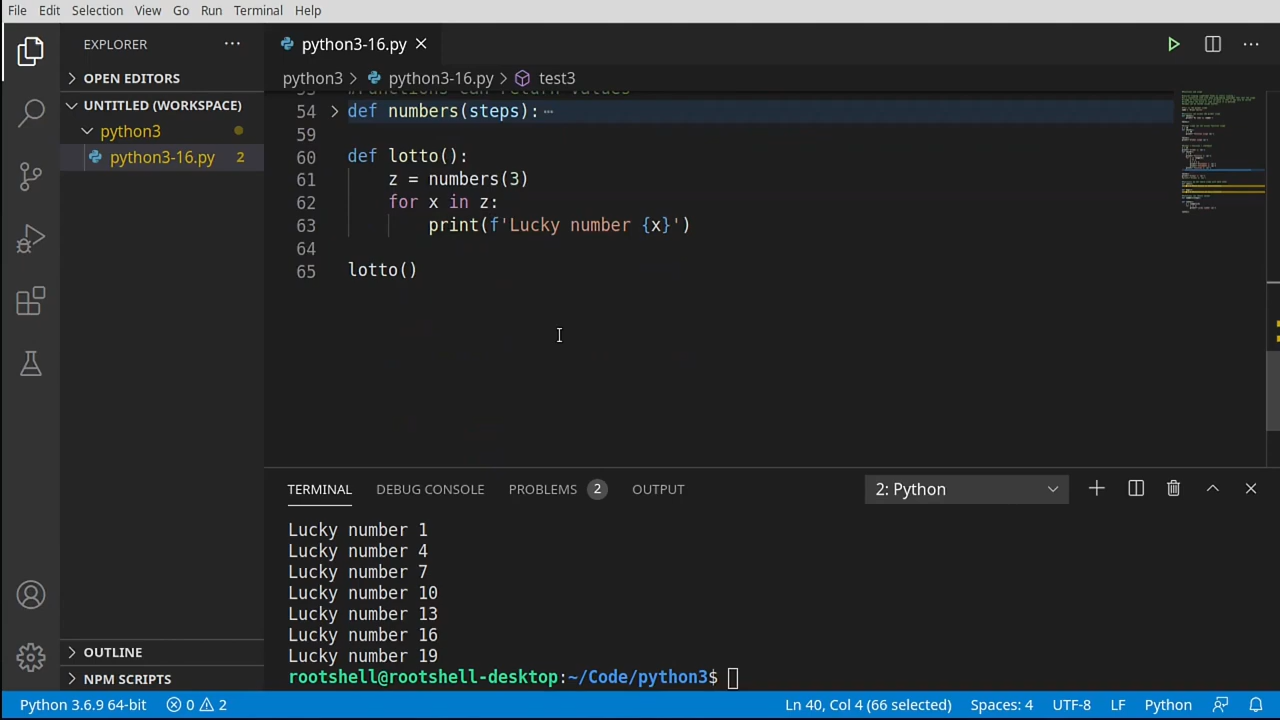 File Edit Selection View Go Run Terminal Help
EXPLORER
python3-16.py
python3 > python3-16.py > test3
OPEN EDITORS
UNTITLED (WORKSPACE)
python3
python3-16.py 2
53 #Functions can return values
54 def numbers(steps):
59
60 def lotto():
61 z = numbers(3)
62 for x in z:
63 print(f'Lucky number {x}')
64
65 lotto()
TERMINAL DEBUG CONSOLE PROBLEMS 2 OUTPUT 2: Python
Lucky number 1
Lucky number 4
Lucky number 7
Lucky number 10
Lucky number 13
Lucky number 16
Lucky number 19
rootshell@rootshell-desktop:~/Code/python3$
OUTLINE
NPM SCRIPTS
Python 3.6.9 64-bit 0 2 Ln 40, Col 4 (66 selected) Spaces: 4 UTF-8 LF Python